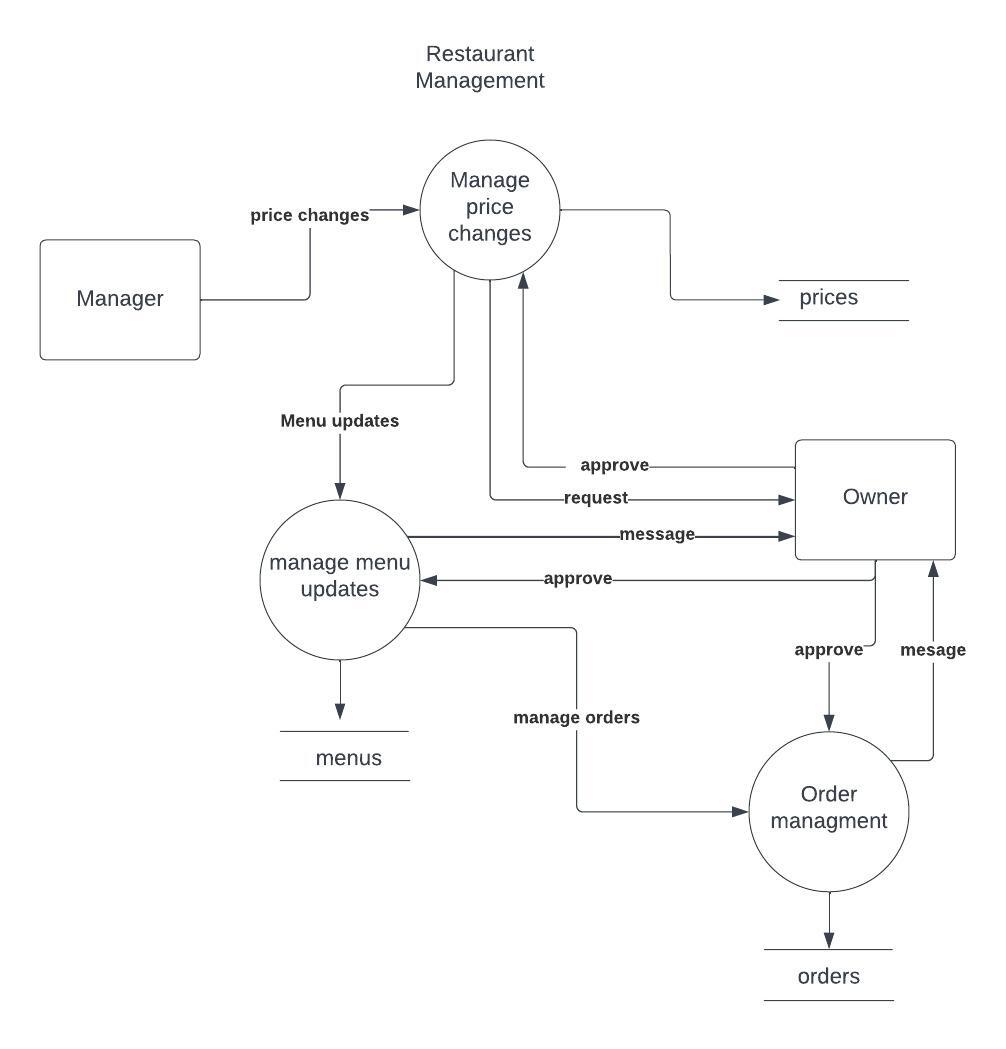 Restaurant
Management
Manage
price
changes
price changes
Manager
prices
Menu updates
approve
request
Owner
message
manage menu
updates
approve
approve
mesage
manage orders
menus
Order
managment
orders